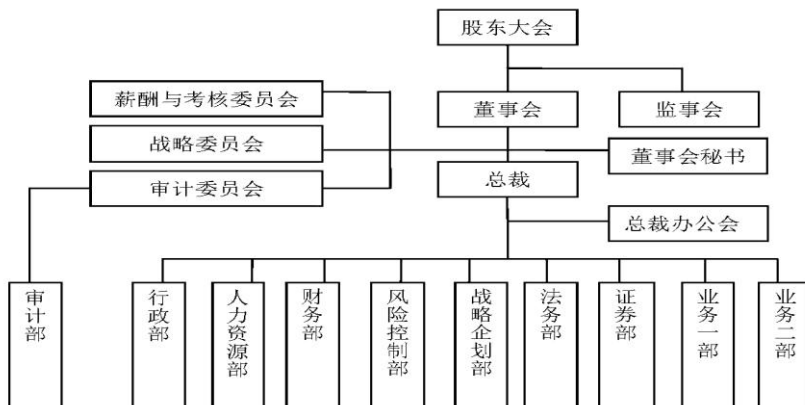 股东大会
薪酬与考核委员会
董事会
监事会
战略委员会
董事会秘书
审计委员会
总裁
总裁办公会
审计部
行政部
人力资源部
财务部
风险控制部
战略企划部
法务部
证券部
业务一部
业务二部